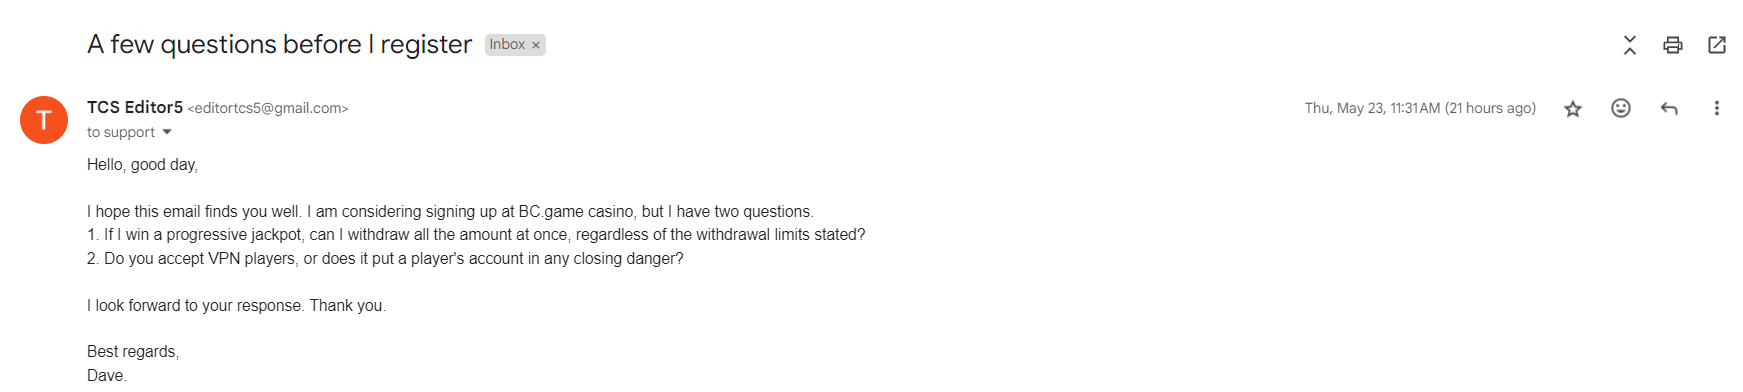 A few questions before I register Inbox ×
T
TCS Editor5 <editortcs5@gmail.com> Thu, May 23, 11:31 AM (21 hours ago)
to support
Hello, good day,
I hope this email finds you well. I am considering signing up at BC.game casino, but I have two questions.
1. If I win a progressive jackpot, can I withdraw all the amount at once, regardless of the withdrawal limits stated?
2. Do you accept VPN players, or does it put a player's account in any closing danger?
I look forward to your response. Thank you.
Best regards,
Dave.